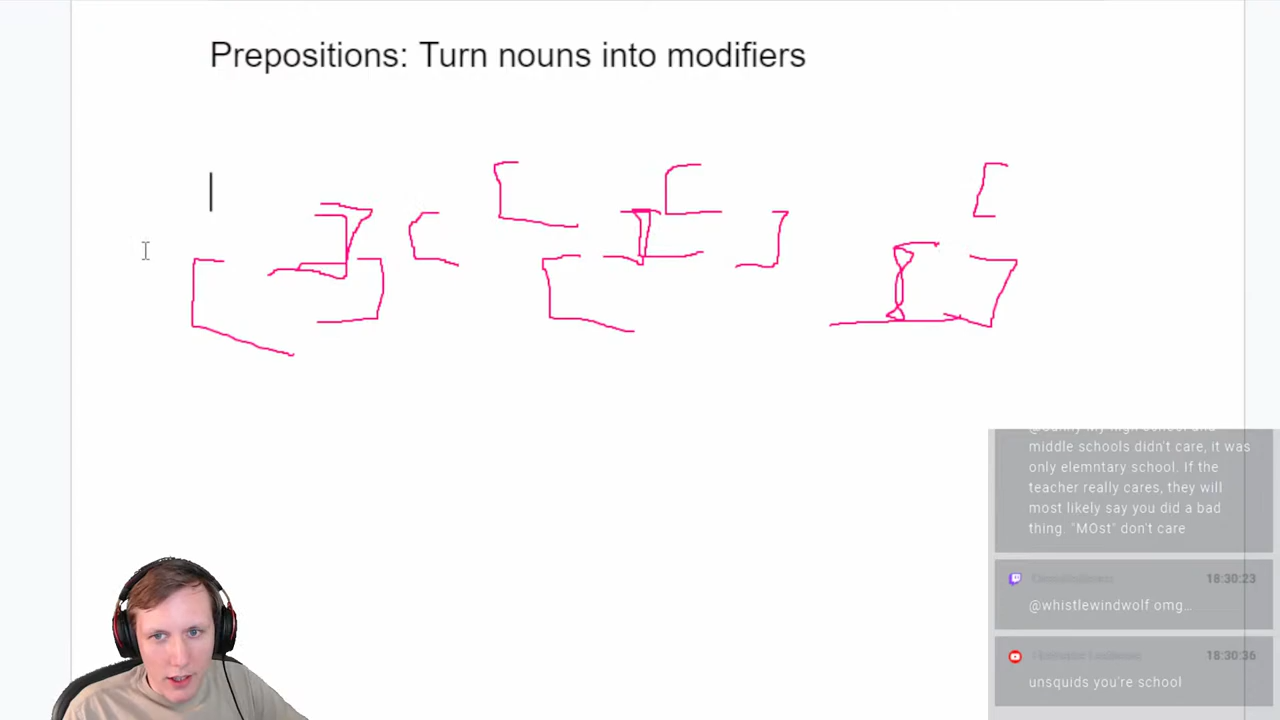 Prepositions: Turn nouns into modifiers
middle schools didn't care, it was
only elemntary school. If the
teacher really cares, they will
most likely say you did a bad
thing. "MOst" don't care
18:30:23
@whistlewindwolf omg…
18:30:36
unsquids you're school